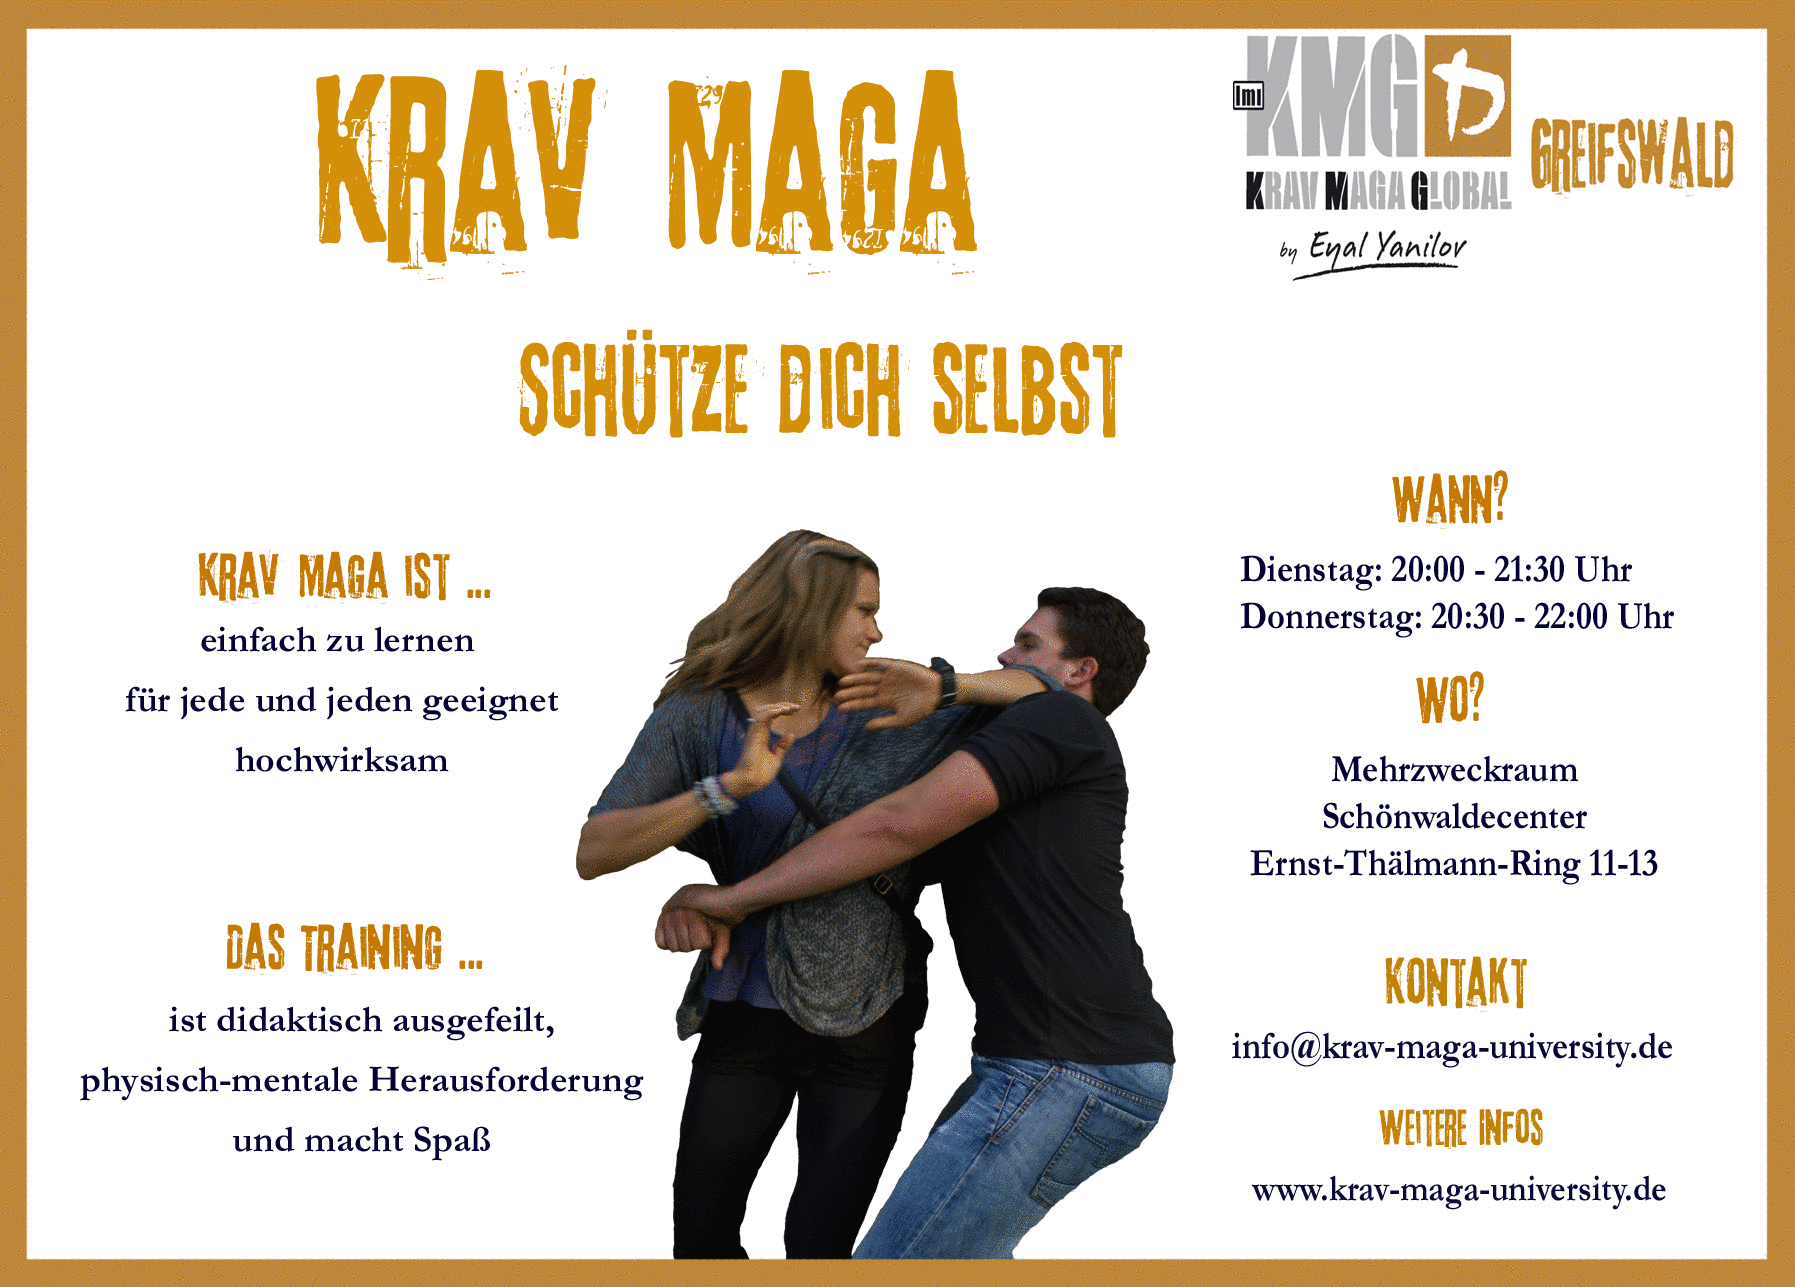 KRAV MAGA
Imi
KMG D
KRAV MAGA GLOBAL
by Eyal Yanilov
GREIFSWALD
SCHÜTZE DICH SELBST
KRAV MAGA IST ...
einfach zu lernen
für jede und jeden geeignet
hochwirksam
DAS TRAINING ...
ist didaktisch ausgefeilt,
physisch-mentale Herausforderung
und macht Spaß
WANN?
Dienstag: 20:00 - 21:30 Uhr
Donnerstag: 20:30 - 22:00 Uhr
WO?
Mehrzweckraum
Schönwaldecenter
Ernst-Thälmann-Ring 11-13
KONTAKT
info@krav-maga-university.de
WEITERE INFOS
www.krav-maga-university.de